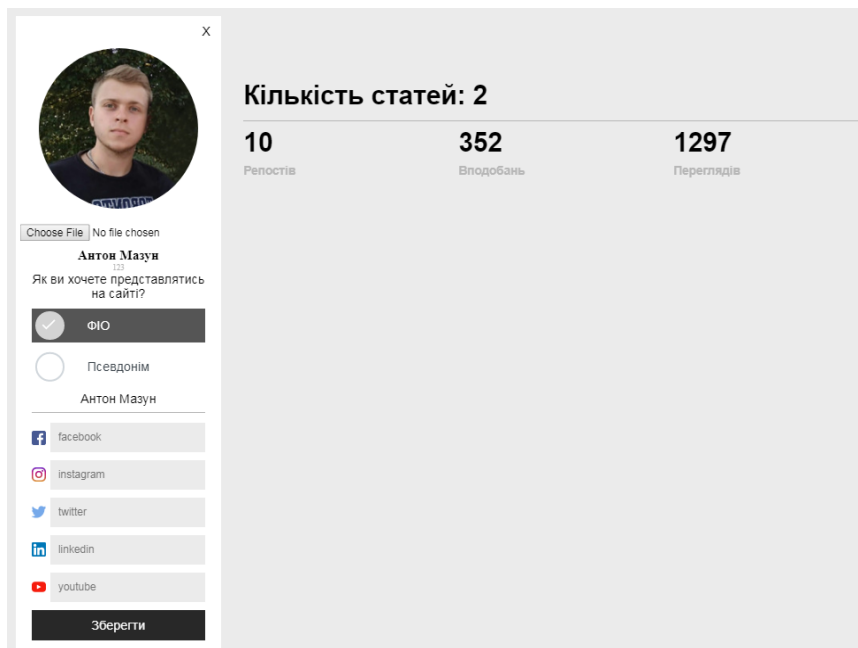 X
Choose File No file chosen
Антон Мазун
123
Як ви хочете представлятись
на сайті?
ФІО
Псевдонім
Антон Мазун
facebook
instagram
twitter
linkedin
youtube
Зберегти
Кількість статей: 2
10 352 1297
Репостів Вподобань Переглядів